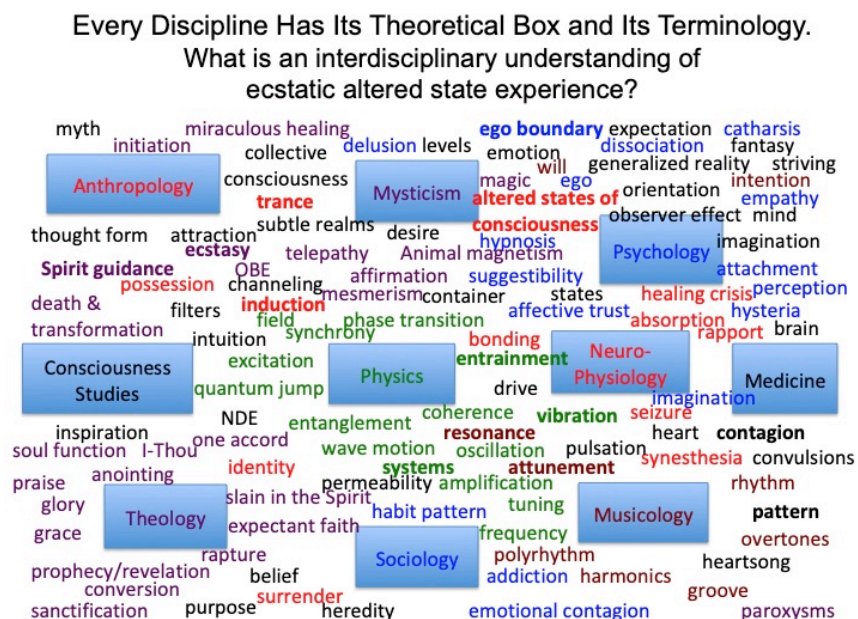 Every Discipline Has Its Theoretical Box and Its Terminology.
What is an interdisciplinary understanding of
ecstatic altered state experience?
myth
miraculous healing
ego boundary
expectation
catharsis
initiation
delusion
levels
dissociation
fantasy
collective
consciousness
emotion
will
generalized reality
striving
Anthropology
Mysticism
magic
ego
orientation
intention
trance
altered states of
consciousness
empathy
observer effect
mind
subtle realms
thought form
attraction
desire
hypnosis
Psychology
imagination
ecstasy
telepathy
Animal magnetism
Spirit guidance
OBE
affirmation
suggestibility
attachment
possession
channeling
mesmerism
container
states
healing crisis
perception
death &
transformation
filters
induction
affective trust
hysteria
field
phase transition
absorption
rapport
brain
intuition
synchrony
bonding
Consciousness
Studies
excitation
Physics
entrainment
Neuro-
Physiology
Medicine
quantum jump
drive
imagination
NDE
entanglement
coherence
vibration
seizure
inspiration
one accord
resonance
heart
contagion
soul function
I-Thou
wave motion
oscillation
pulsation
synesthesia
convulsions
anointing
identity
systems
attunement
praise
permeability
amplification
rhythm
glory
Theology
slain in the Spirit
habit pattern
tuning
Musicology
pattern
grace
expectant faith
Sociology
frequency
overtones
rapture
polyrhythm
heartsong
prophecy/revelation
belief
addiction
harmonics
conversion
surrender
groove
sanctification
purpose
heredity
emotional contagion
paroxysms